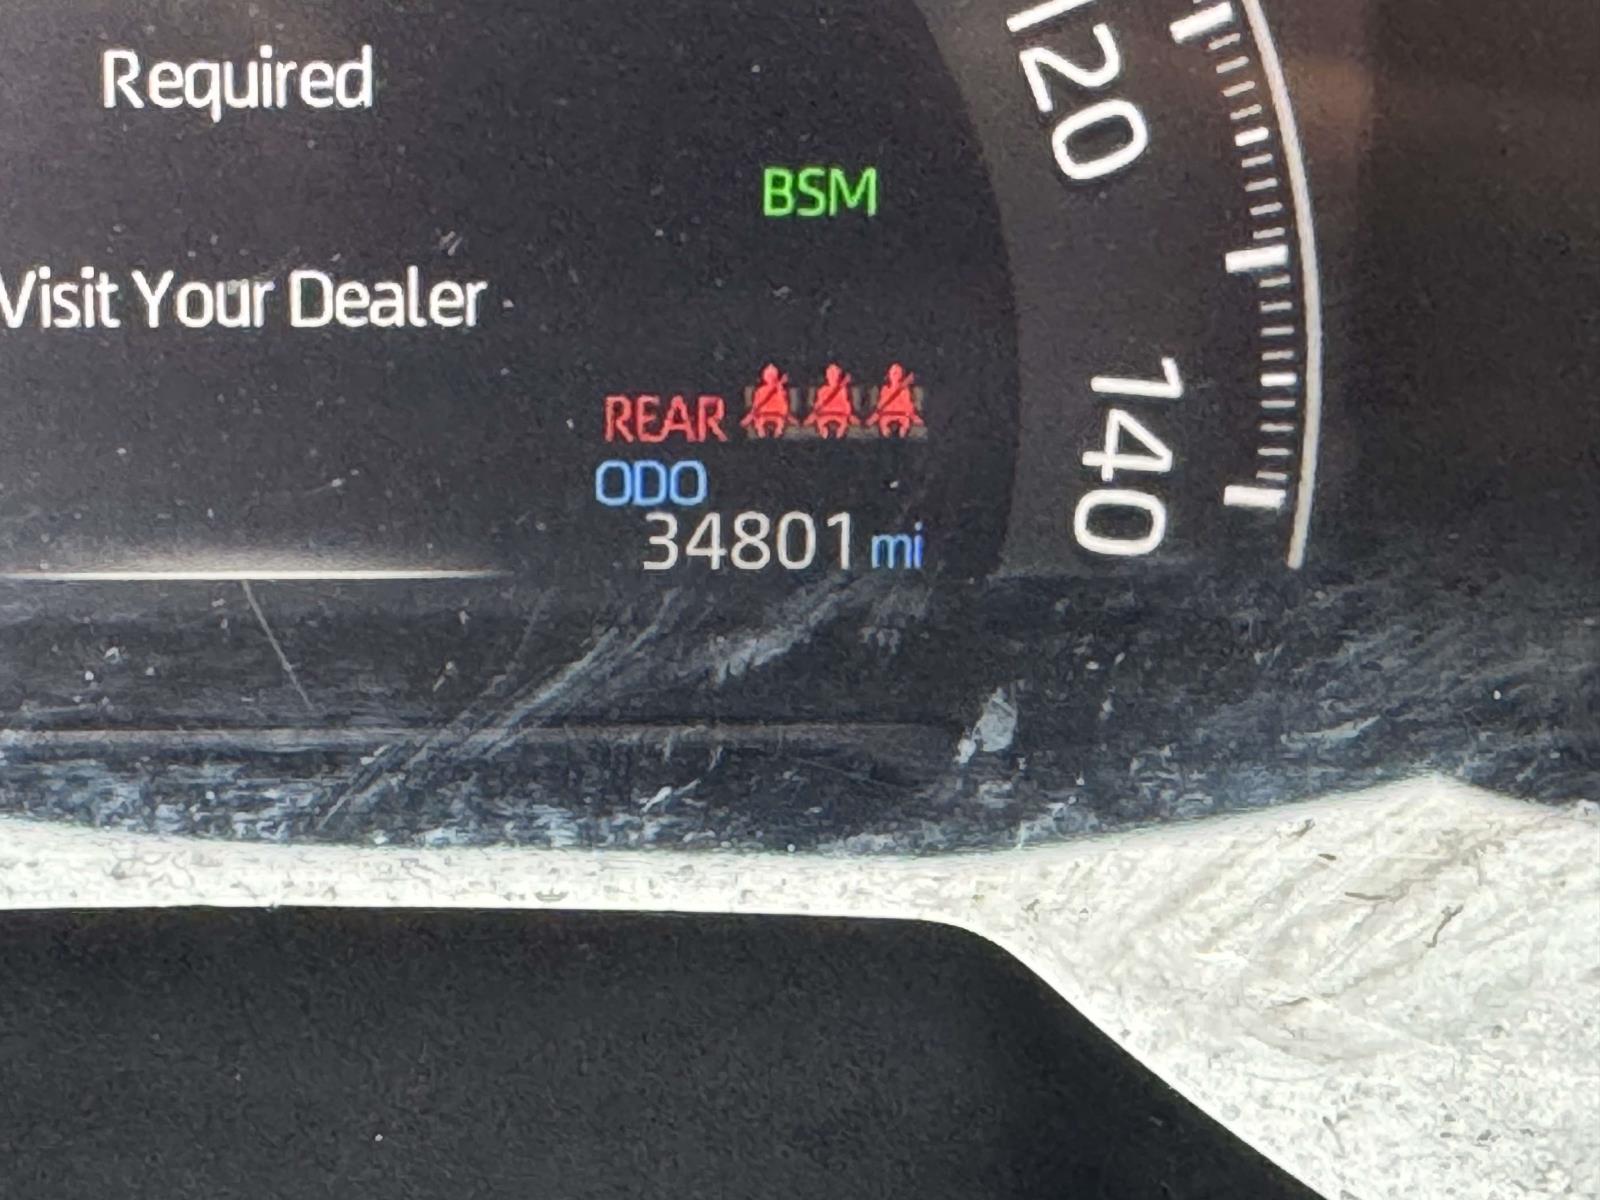 Required
120
BSM
Visit Your Dealer
REAR
140
ODO
34801 mi